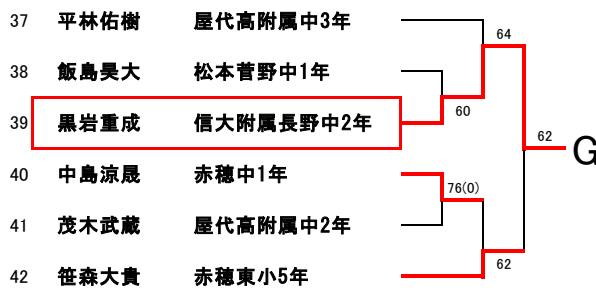 37 平林佑樹 屋代高附属中3年
64
38 飯島昊大 松本菅野中1年
60
39 黒岩重成 信大附属長野中2年
62
G
40 中島涼晟 赤穂中1年
76(0)
41 茂木武蔵 屋代高附属中2年
62
42 笹森大貴 赤穂東小5年